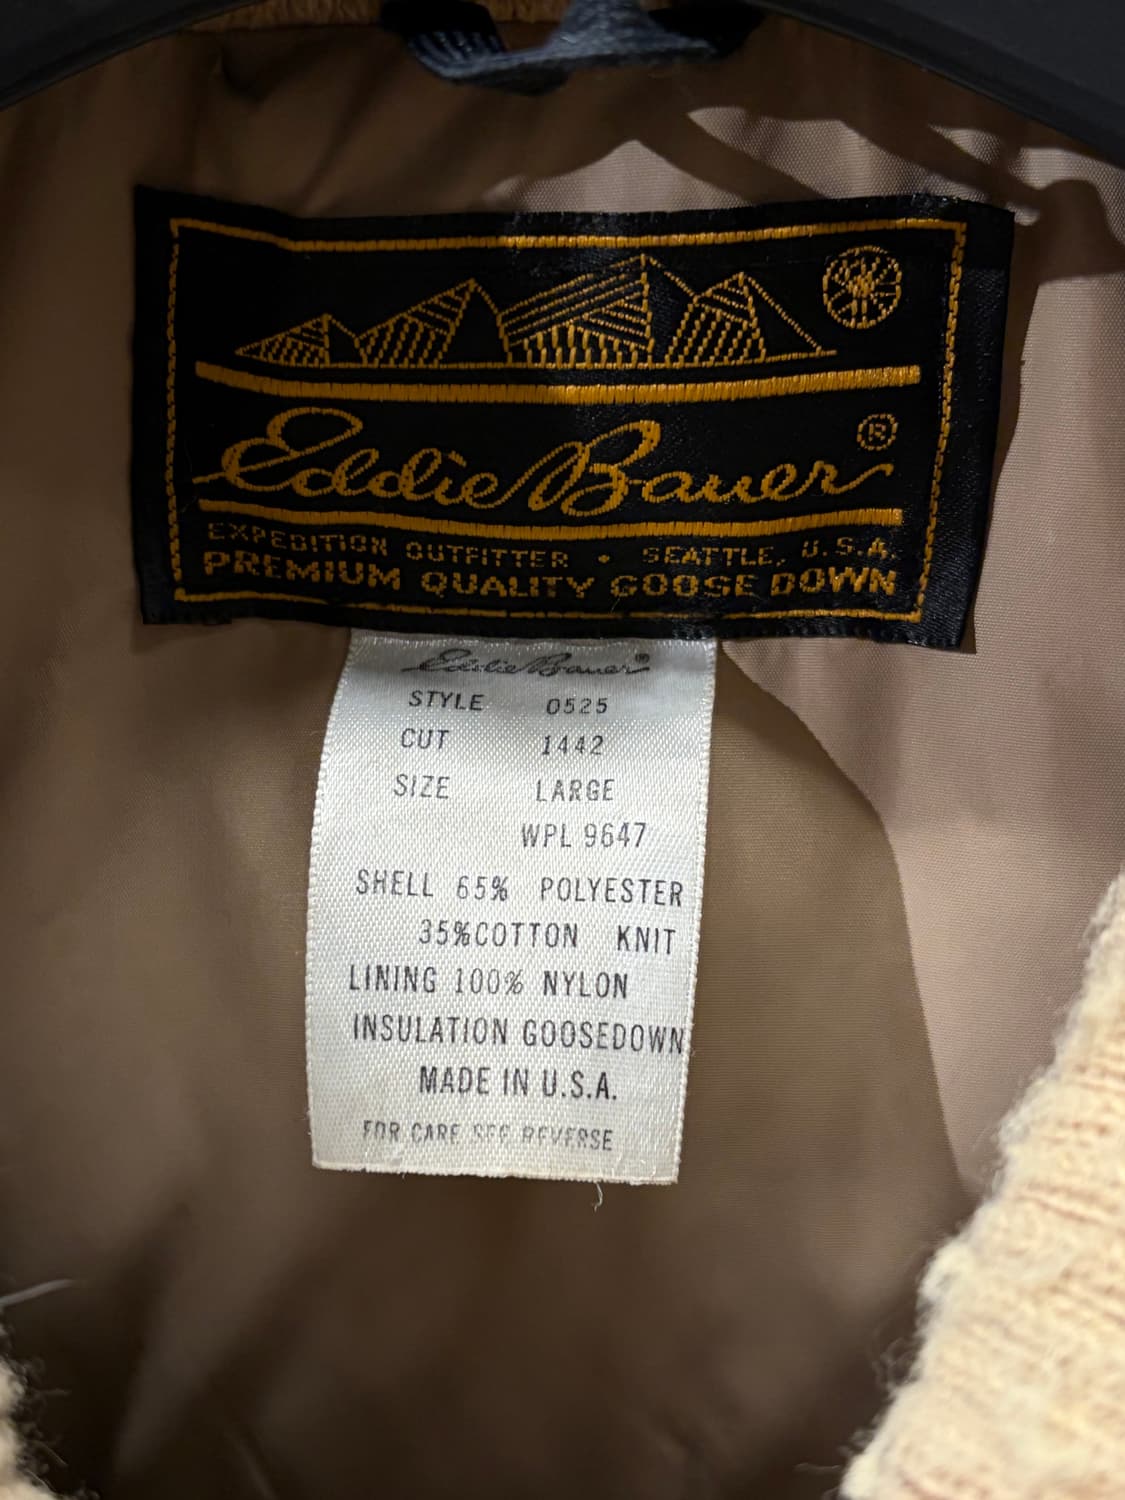 Eddie Bauer ®
EXPEDITION OUTFITTER • SEATTLE, U.S.A.
PREMIUM QUALITY GOOSE DOWN
Eddie Bauer®
STYLE 0525
CUT 1442
SIZE LARGE
WPL 9647
SHELL 65% POLYESTER
35%COTTON KNIT
LINING 100% NYLON
INSULATION GOOSEDOWN
MADE IN U.S.A.
FOR CARE SEE REVERSE